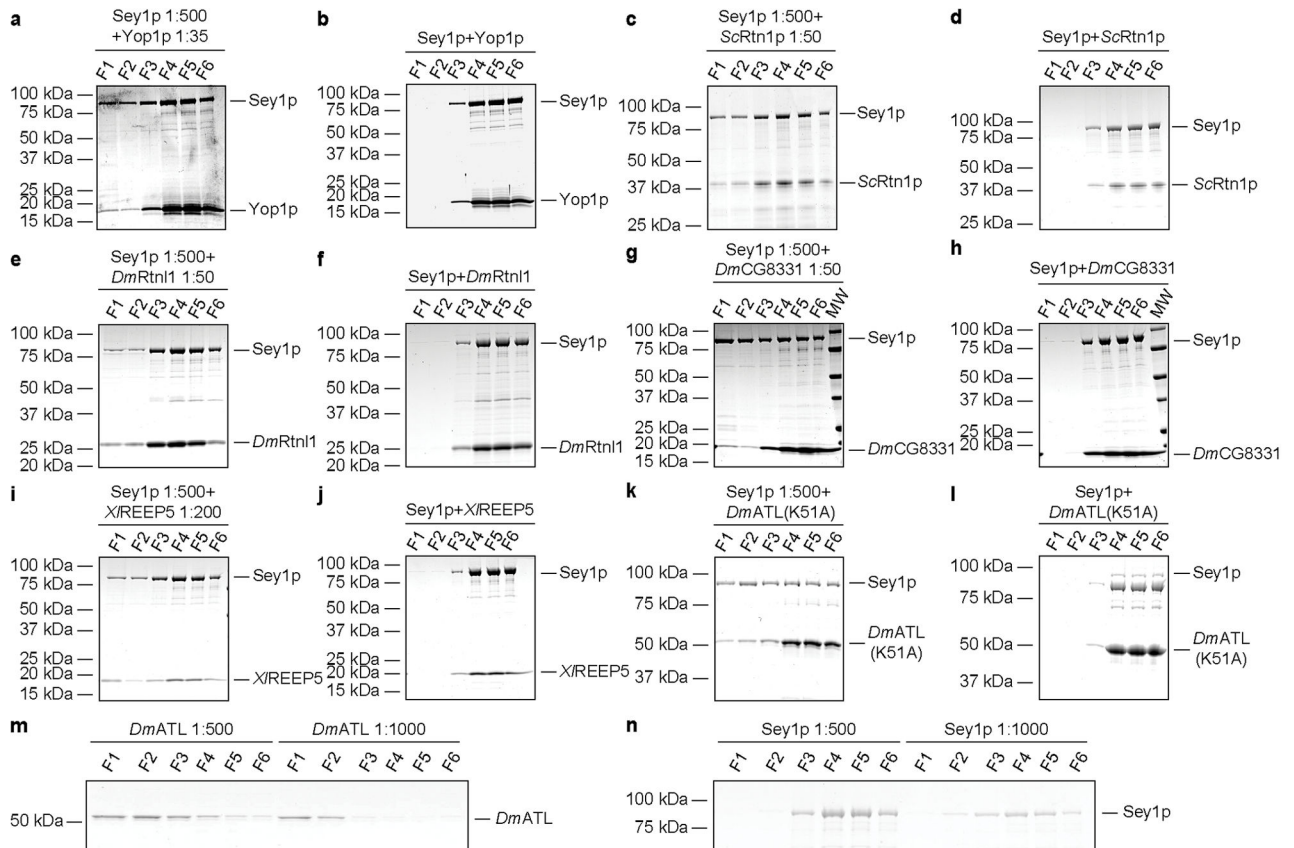 a
Sey1p 1:500
+Yop1p 1:35
F1 F2 F3 F4 F5 F6
100 kDa
75 kDa
50 kDa
37 kDa
25 kDa
20 kDa
15 kDa
Sey1p
Yop1p
b
Sey1p+Yop1p
F1 F2 F3 F4 F5 F6
100 kDa
75 kDa
50 kDa
37 kDa
25 kDa
20 kDa
15 kDa
Sey1p
Yop1p
c
Sey1p 1:500+
ScRtn1p 1:50
F1 F2 F3 F4 F5 F6
100 kDa
75 kDa
50 kDa
37 kDa
25 kDa
Sey1p
ScRtn1p
d
Sey1p+ScRtn1p
F1 F2 F3 F4 F5 F6
100 kDa
75 kDa
50 kDa
37 kDa
25 kDa
Sey1p
ScRtn1p
e
Sey1p 1:500+
DmRtnl1 1:50
F1 F2 F3 F4 F5 F6
100 kDa
75 kDa
50 kDa
37 kDa
25 kDa
20 kDa
Sey1p
DmRtnl1
f
Sey1p+DmRtnl1
F1 F2 F3 F4 F5 F6
100 kDa
75 kDa
50 kDa
37 kDa
25 kDa
20 kDa
Sey1p
DmRtnl1
g
Sey1p 1:500+
DmCG8331 1:50
F1 F2 F3 F4 F5 F6 MW
100 kDa
75 kDa
50 kDa
37 kDa
25 kDa
20 kDa
15 kDa
Sey1p
DmCG8331
h
Sey1p+DmCG8331
F1 F2 F3 F4 F5 F6 MW
100 kDa
75 kDa
50 kDa
37 kDa
25 kDa
20 kDa
Sey1p
DmCG8331
i
Sey1p 1:500+
XlREEP5 1:200
F1 F2 F3 F4 F5 F6
100 kDa
75 kDa
50 kDa
37 kDa
25 kDa
20 kDa
15 kDa
Sey1p
XlREEP5
j
Sey1p+XlREEP5
F1 F2 F3 F4 F5 F6
100 kDa
75 kDa
50 kDa
37 kDa
25 kDa
20 kDa
15 kDa
Sey1p
XlREEP5
k
Sey1p 1:500+
DmATL(K51A)
F1 F2 F3 F4 F5 F6
100 kDa
75 kDa
50 kDa
37 kDa
Sey1p
DmATL
(K51A)
l
Sey1p+
DmATL(K51A)
F1 F2 F3 F4 F5 F6
100 kDa
75 kDa
50 kDa
37 kDa
Sey1p
DmATL
(K51A)
m
DmATL 1:500 DmATL 1:1000
F1 F2 F3 F4 F5 F6 F1 F2 F3 F4 F5 F6
50 kDa
DmATL
n
Sey1p 1:500 Sey1p 1:1000
F1 F2 F3 F4 F5 F6 F1 F2 F3 F4 F5 F6
100 kDa
75 kDa
Sey1p